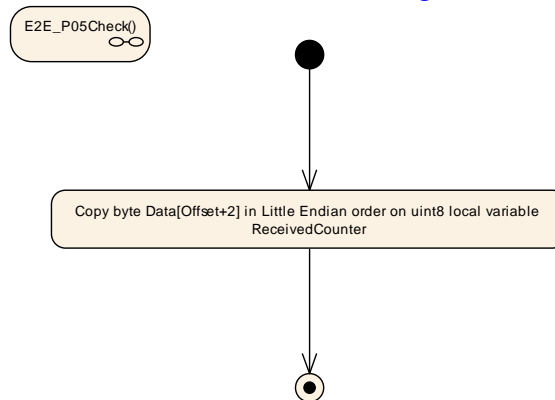 E2E_P05Check()
Copy byte Data[Offset+2] in Little Endian order on uint8 local variable
ReceivedCounter